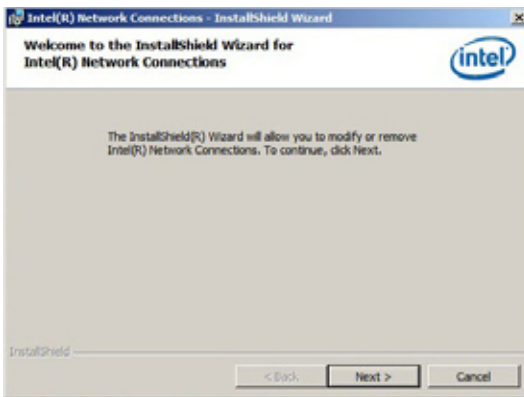 Intel(R) Network Connections - InstallShield Wizard
Welcome to the InstallShield Wizard for
Intel(R) Network Connections
intel
The InstallShield(R) Wizard will allow you to modify or remove
Intel(R) Network Connections. To continue, click Next.
InstallShield
< Back
Next >
Cancel